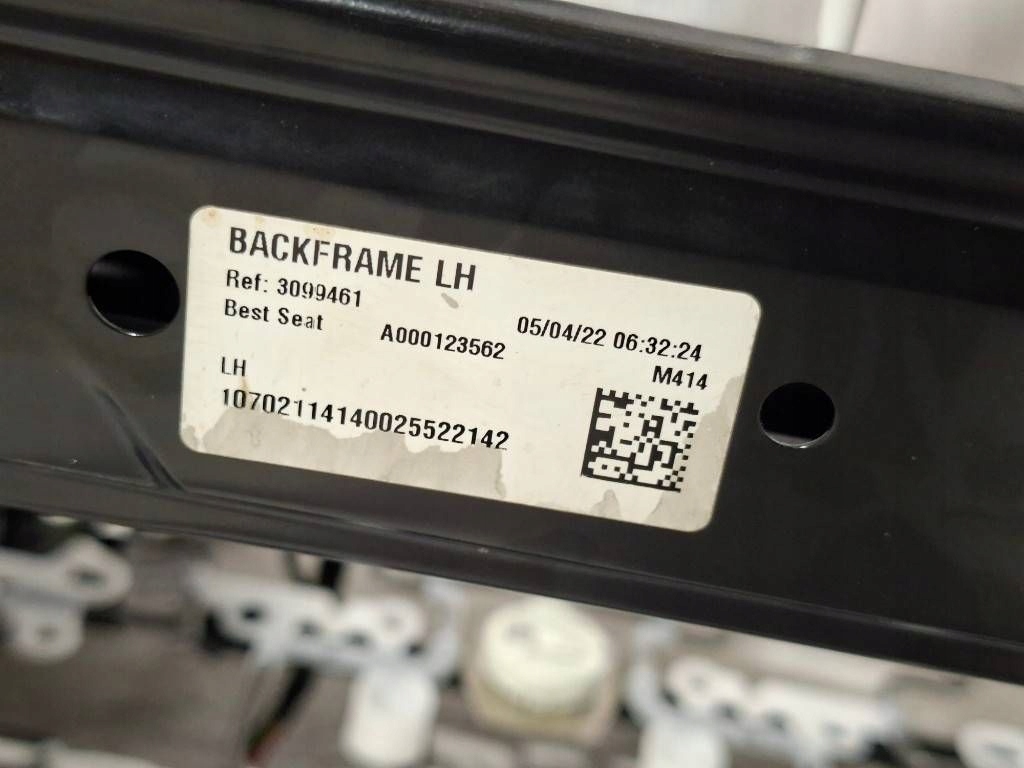 BACKFRAME LH
Ref: 3099461
Best Seat
A000123562
05/04/22 06:32:24
M414
LH
10702114140025522142